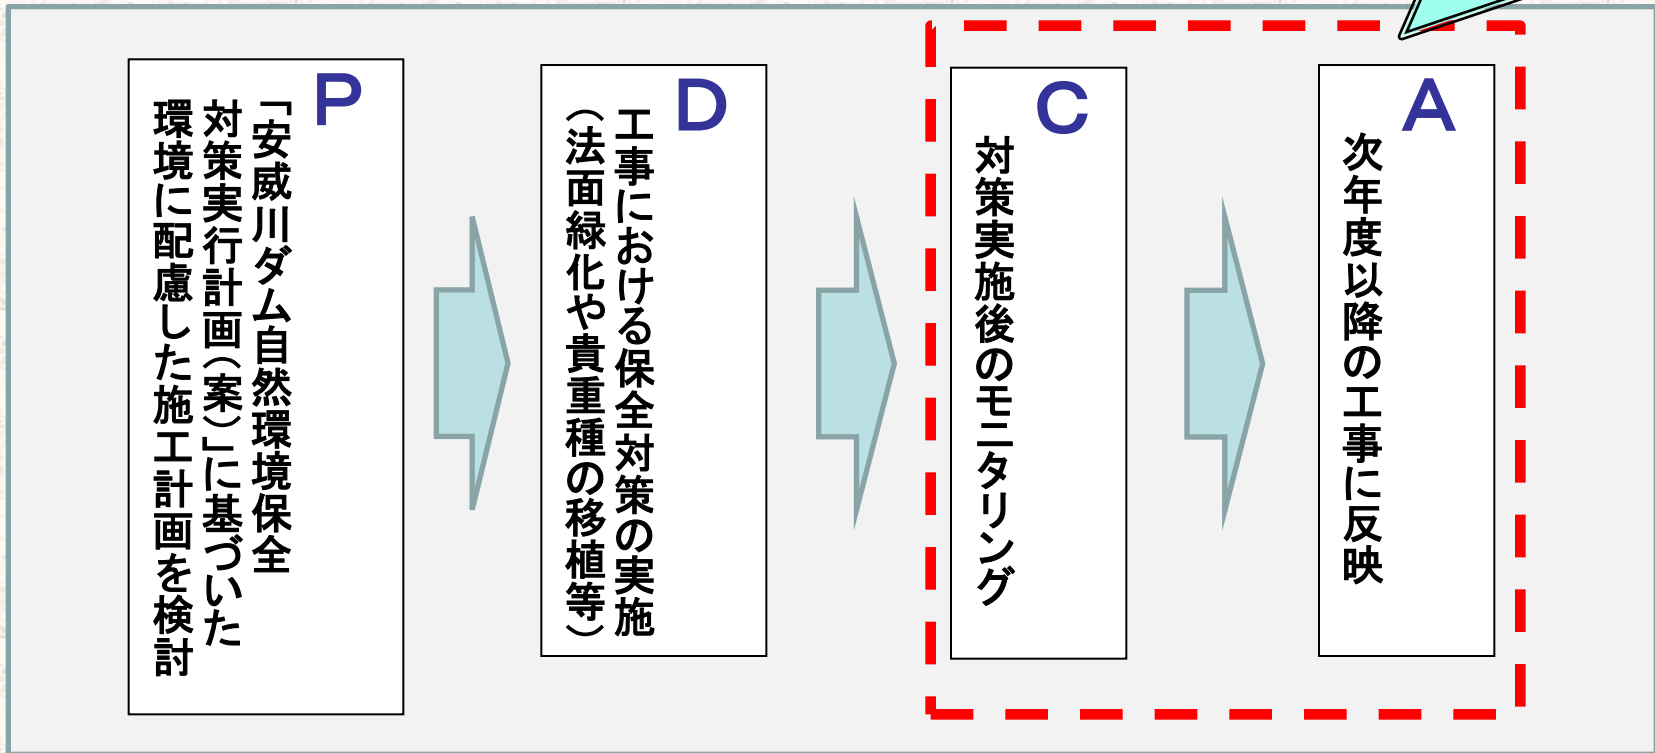 P
「安威川ダム自然環境保全
対策実行計画（案）」に基づいた
環境に配慮した施工計画を検討
D
工事における保全対策の実施
（法面緑化や貴重種の移植等）
C
対策実施後のモニタリング
A
次年度以降の工事に反映